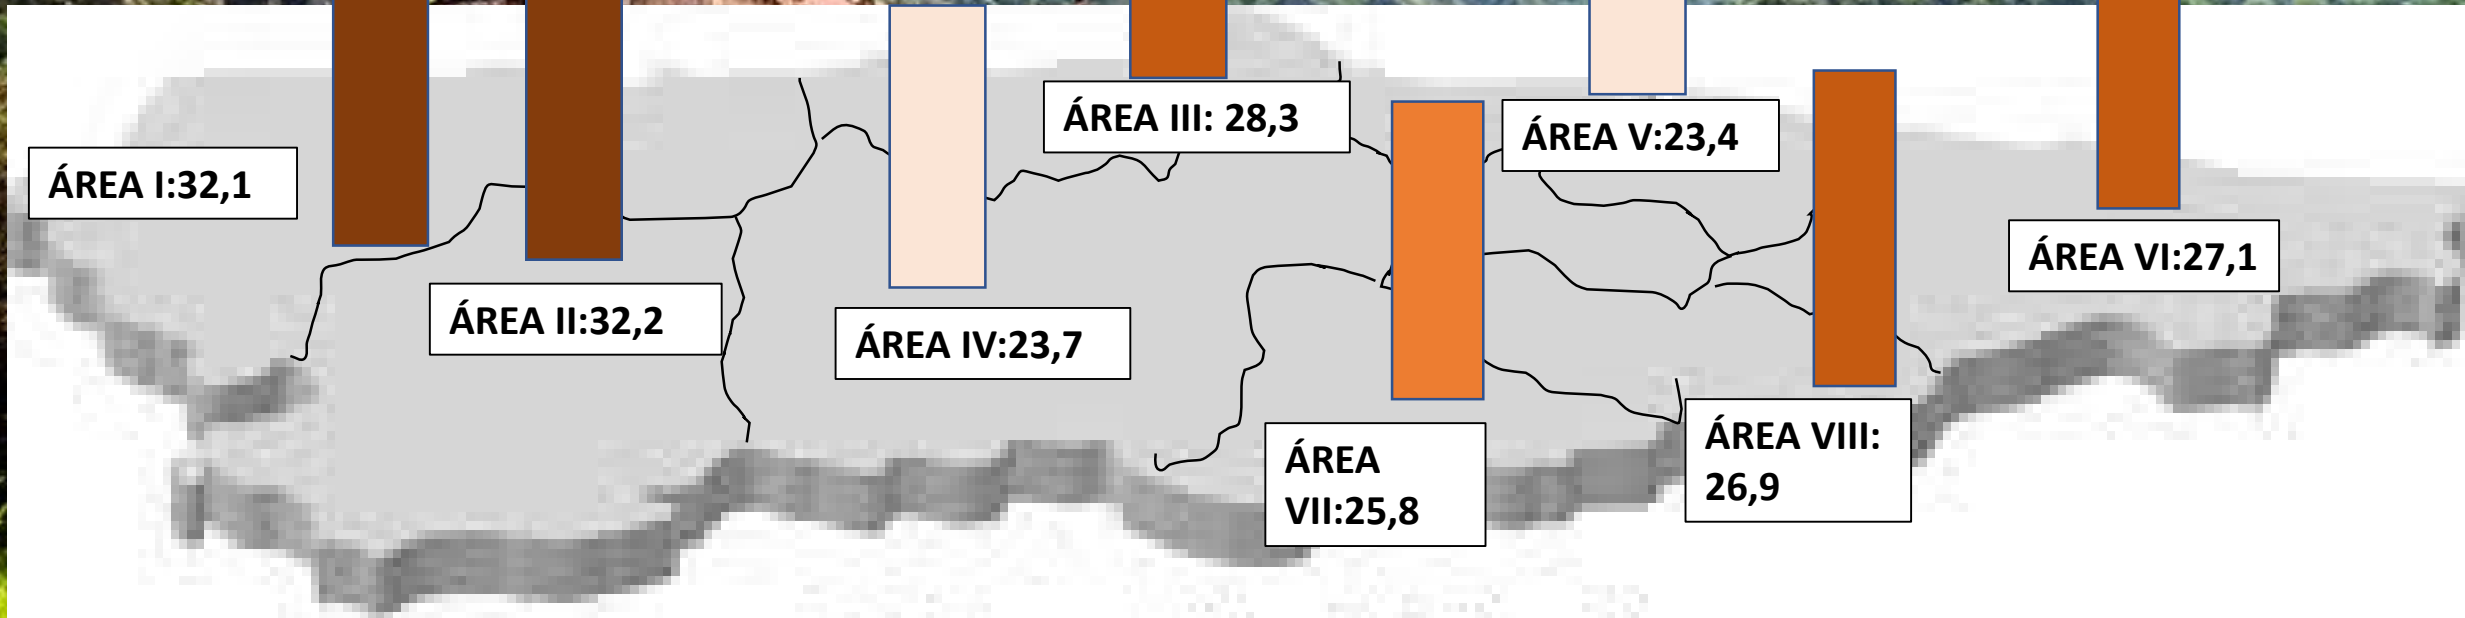 ÁREA I:32,1
ÁREA II:32,2
ÁREA IV:23,7
ÁREA III: 28,3
ÁREA
VII:25,8
ÁREA V:23,4
ÁREA VIII:
26,9
ÁREA VI:27,1